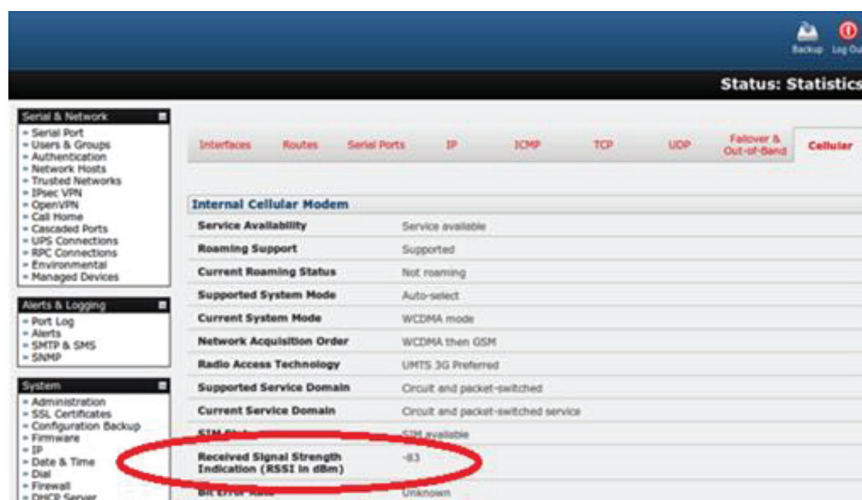 Backup Log Ou
Status: Statistics
Serial & Network
Serial Port
Users & Groups
Authentication
Network Hosts
Trusted Networks
IPsec VPN
OpenVPN
Call Home
Cascaded Ports
UPS Connections
RPC Connections
Environmental
Managed Devices
Alerts & Logging
Port Log
Alerts
SMTP & SMS
SNMP
System
Administration
SSL Certificates
Configuration Backup
Firmware
IP
Date & Time
Dial
Firewall
DHCP Server
Interfaces Routes Serial Ports IP ICMP TCP UDP Failover & Out-of-Band Cellular
Internal Cellular Modem
Service Availability Service available
Roaming Support Supported
Current Roaming Status Not roaming
Supported System Mode Auto-select
Current System Mode WCDMA mode
Network Acquisition Order WCDMA then GSM
Radio Access Technology UMTS 3G Preferred
Supported Service Domain Circuit and packet-switched
Current Service Domain Circuit and packet-switched service
SIM available
Received Signal Strength -83
Indication (RSSI in dBm)
Bit Error Rate Unknown